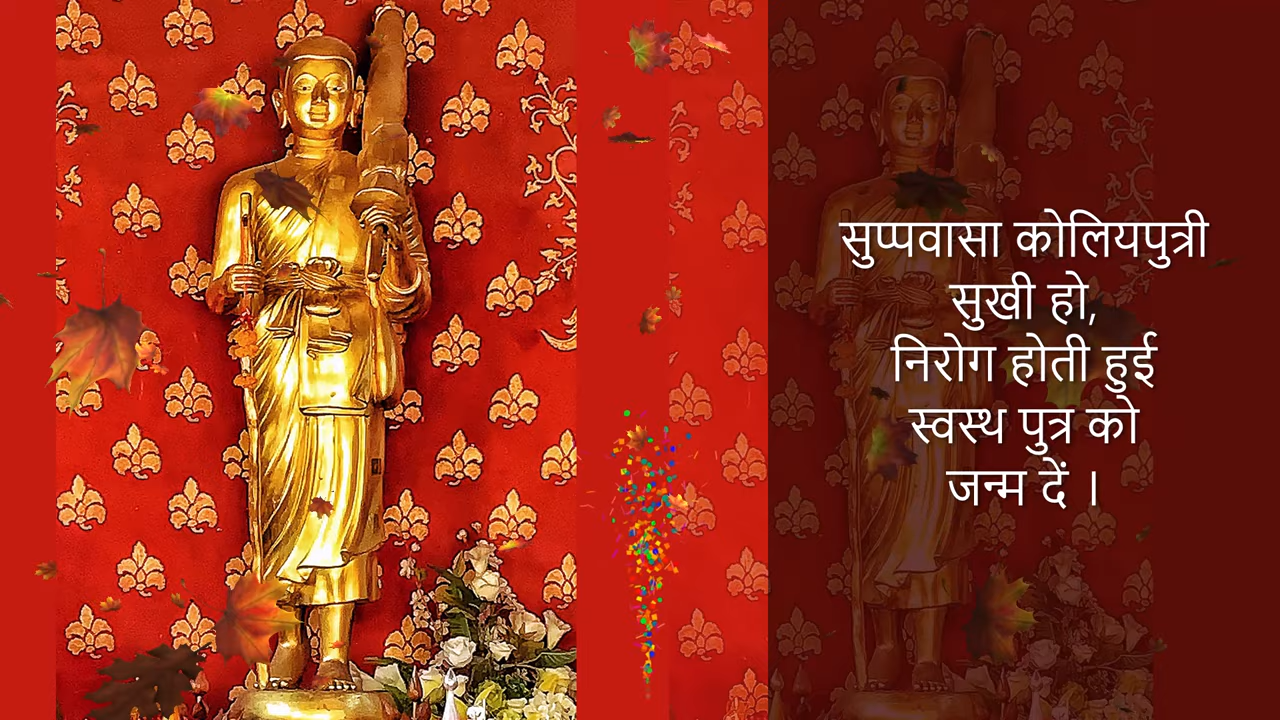 सुप्पवासा कोलियपुत्री
सुखी हो,
निरोग होती हुई
स्वस्थ पुत्र को
जन्म दें ।